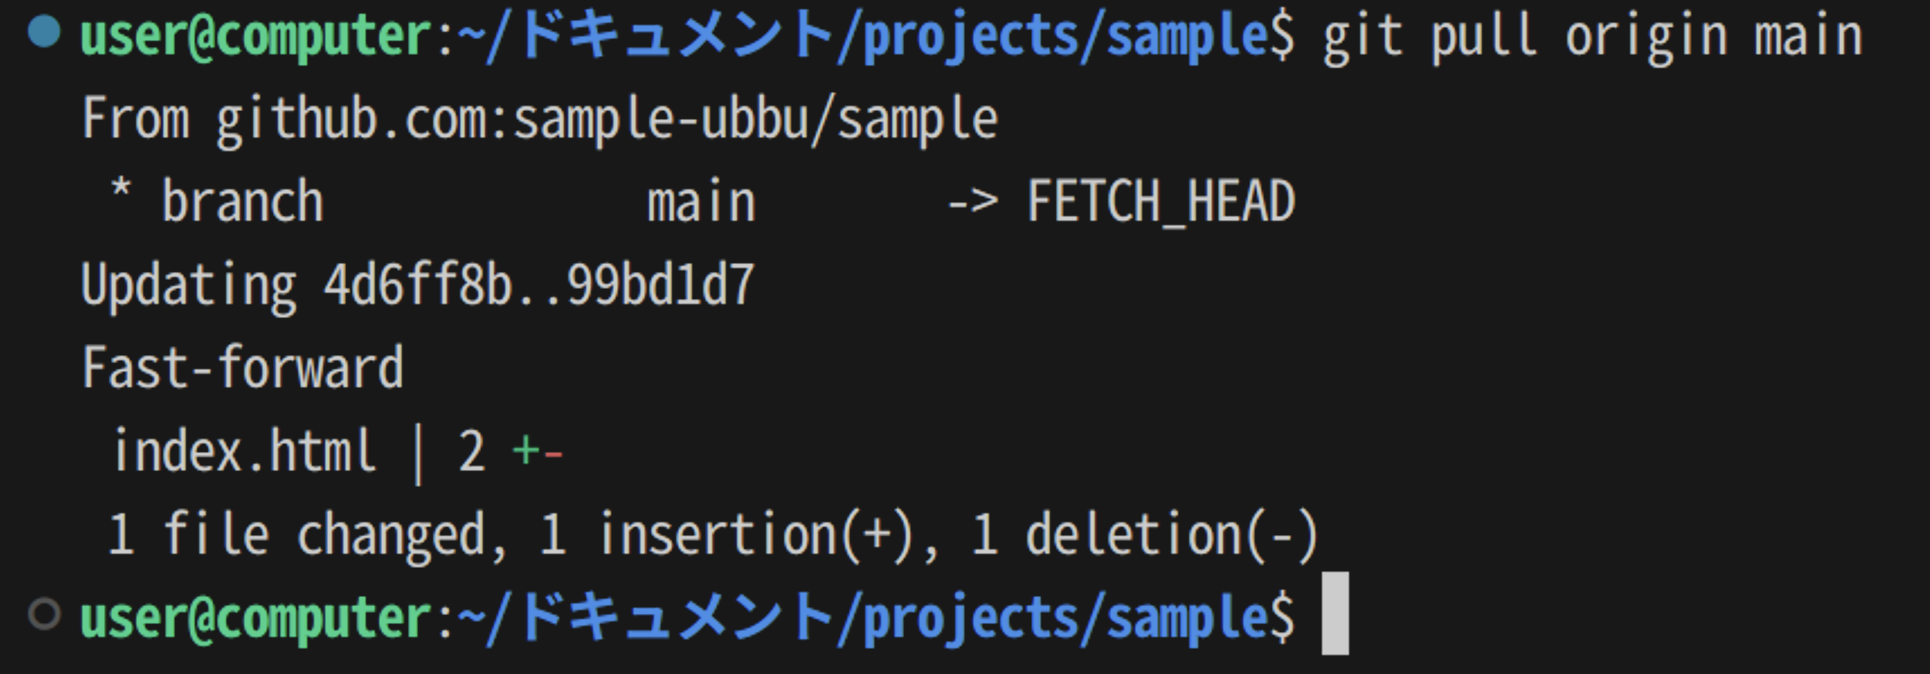 user@computer:~/ドキュメント/projects/sample$ git pull origin main
From github.com:sample-ubbu/sample
 * branch            main       -> FETCH_HEAD
Updating 4d6ff8b..99bd1d7
Fast-forward
 index.html | 2 +-
 1 file changed, 1 insertion(+), 1 deletion(-)
user@computer:~/ドキュメント/projects/sample$